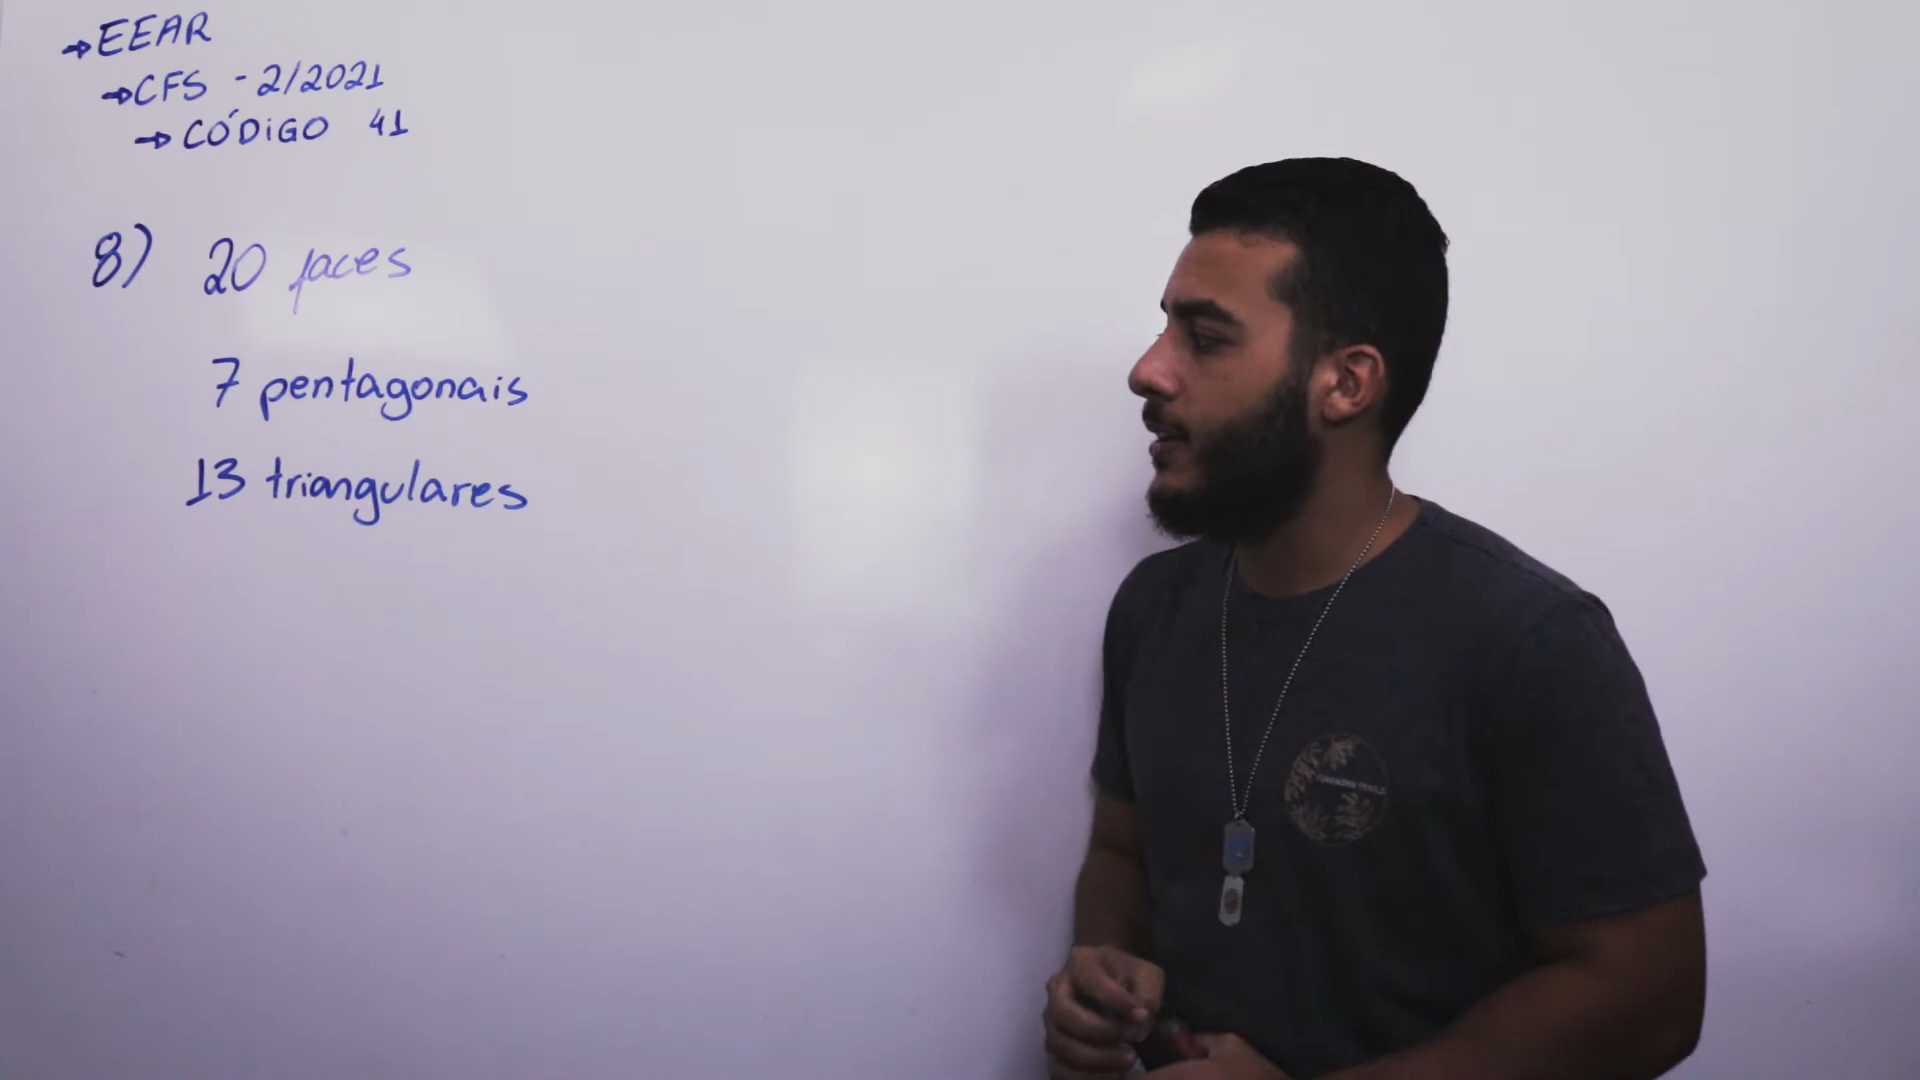 → EEAR
→ CFS - 2/2021
→ CÓDIGO 41
8) 20 faces
7 pentagonais
13 triangulares